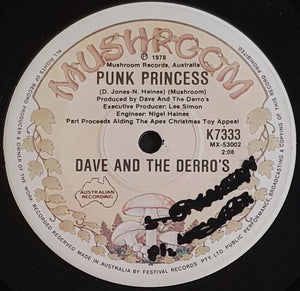 MUSHROOM
℗ 1978
Mushroom Records, Australia
PUNK PRINCESS
(D. Jones-N. Haines) (Mushroom)
Produced by Dave And The Derro's
Executive Producer: Lee Simon
Engineer: Nigel Haines
Part Proceeds Aiding The Apex Christmas Toy Appeal
K7333
MX-53002
2:08
DAVE AND THE DERRO'S
AUSTRALIAN
RECORDING
MADE IN AUSTRALIA BY FESTIVAL RECORDS PTY. LTD.